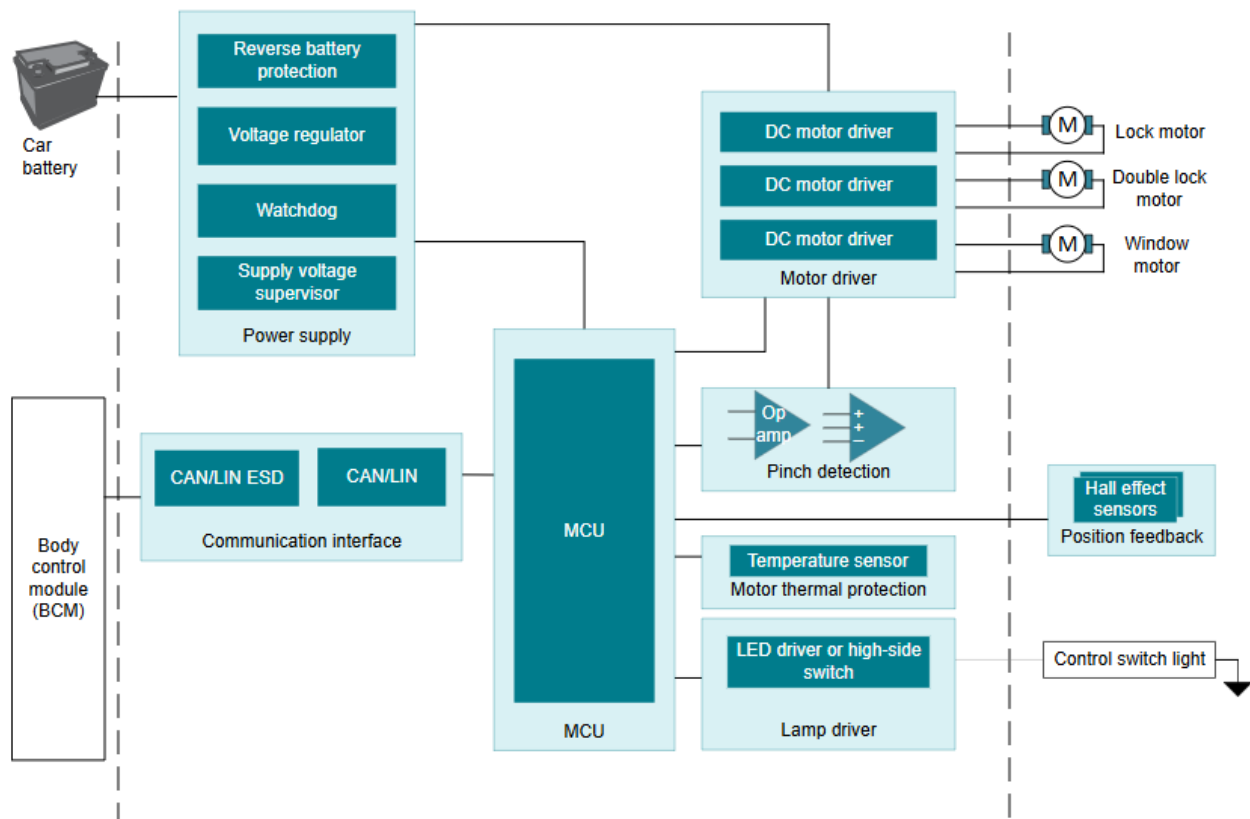 Car
battery
Reverse battery
protection
Voltage regulator
Watchdog
Supply voltage
supervisor
Power supply
DC motor driver
DC motor driver
DC motor driver
Motor driver
M
Lock motor
M
Double lock
motor
M
Window
motor
Body
control
module
(BCM)
CAN/LIN ESD
CAN/LIN
Communication interface
MCU
MCU
Op
amp
+
+
−
Pinch detection
Hall effect
sensors
Position feedback
Temperature sensor
Motor thermal protection
LED driver or high-side
switch
Lamp driver
Control switch light